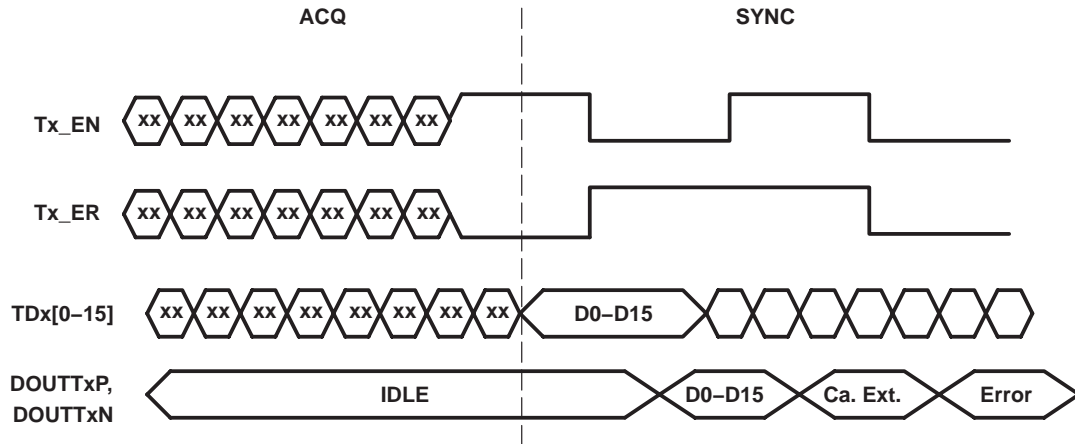 ACQ SYNC
Tx_EN xx xx xx xx xx xx xx
Tx_ER xx xx xx xx xx xx xx
TDx[0–15] xx xx xx xx xx xx xx xx D0–D15
DOUTTxP,
DOUTTxN IDLE D0–D15 Ca. Ext. Error